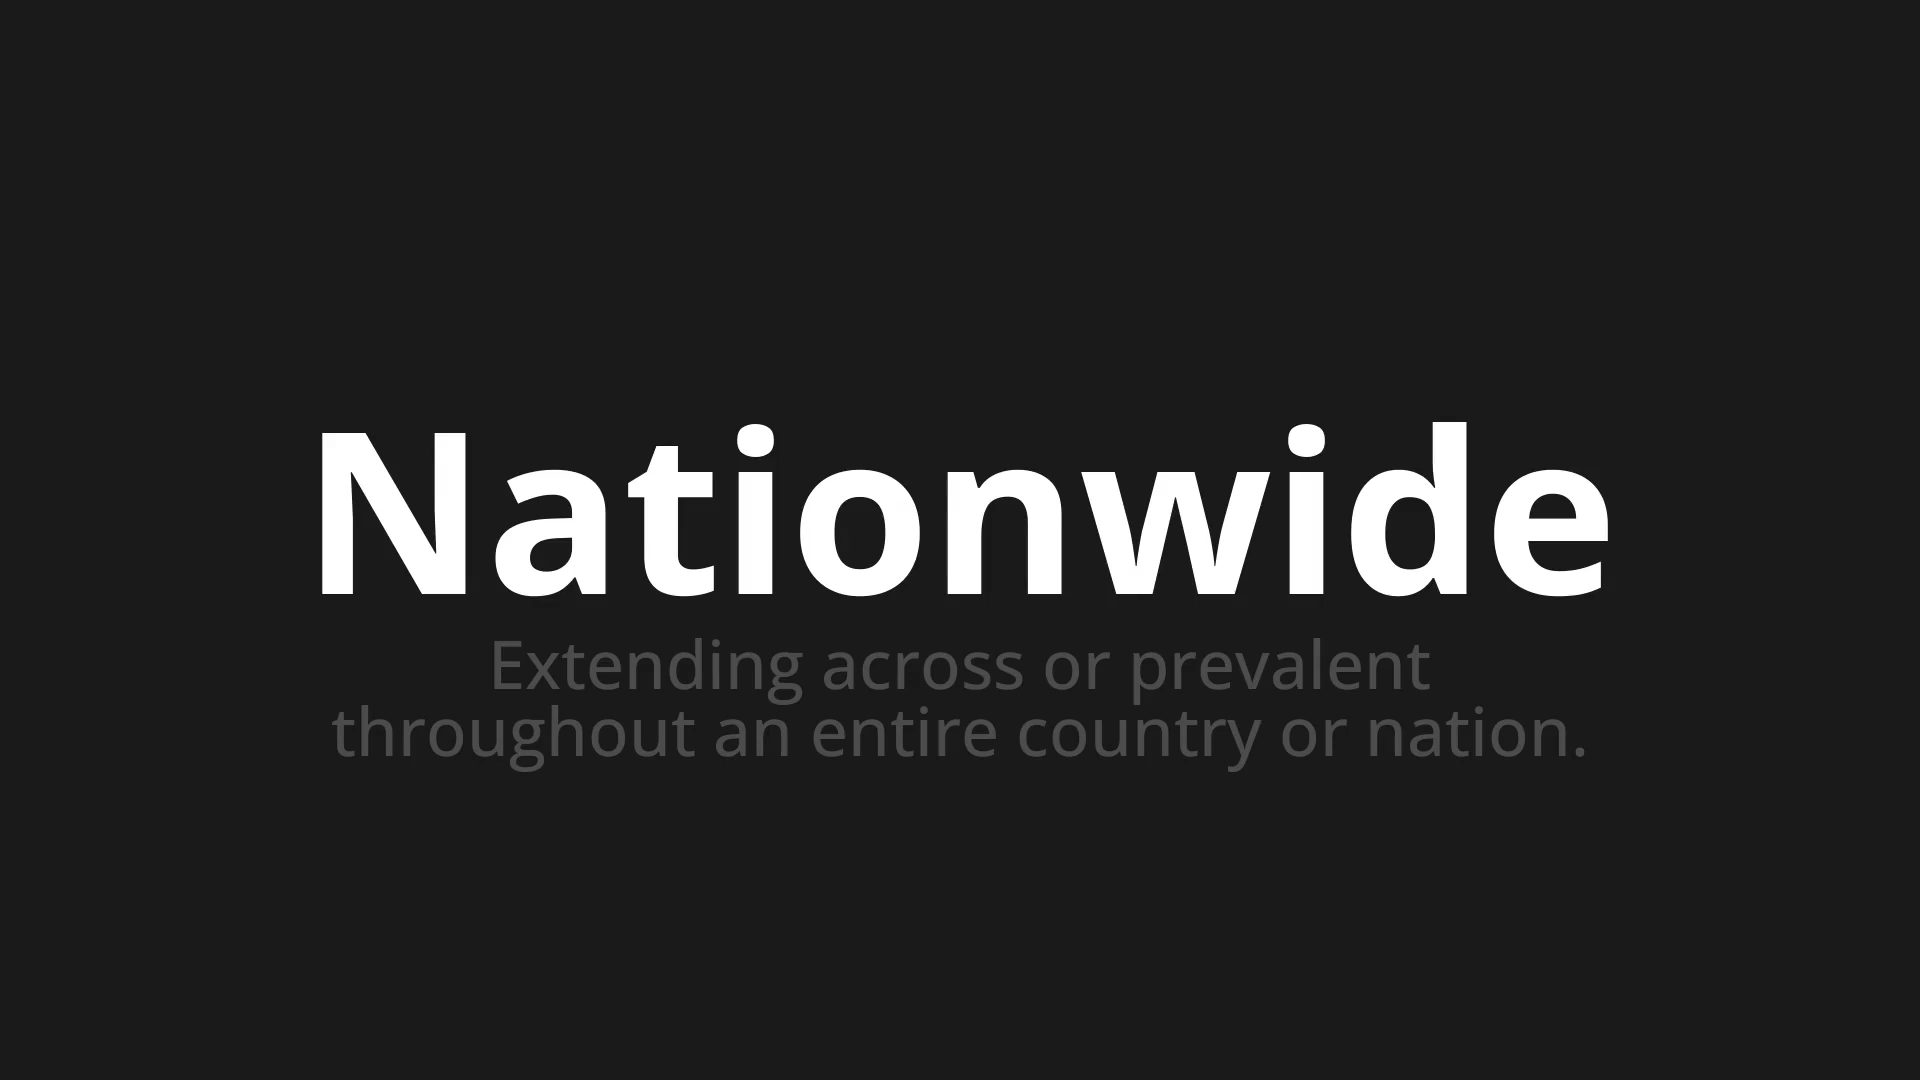 Nationwide
Extending across or prevalent
throughout an entire country or nation.